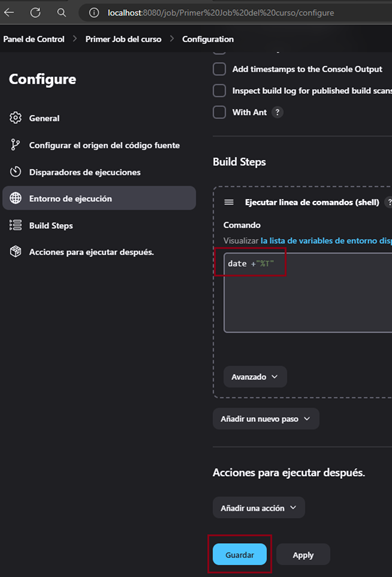 localhost:8080/job/Primer%20Job%20del%20curso/configure
Panel de Control > Primer Job del curso > Configuration
Configure
General
Configurar el origen del código fuente
Disparadores de ejecuciones
Entorno de ejecución
Build Steps
Acciones para ejecutar después.
Add timestamps to the Console Output
Inspect build log for published build scans
With Ant ?
Build Steps
Ejecutar linea de comandos (shell) ?
Comando
Visualizar la lista de variables de entorno
date +"%T"
Avanzado
Añadir un nuevo paso
Acciones para ejecutar después.
Añadir una acción
Guardar Apply